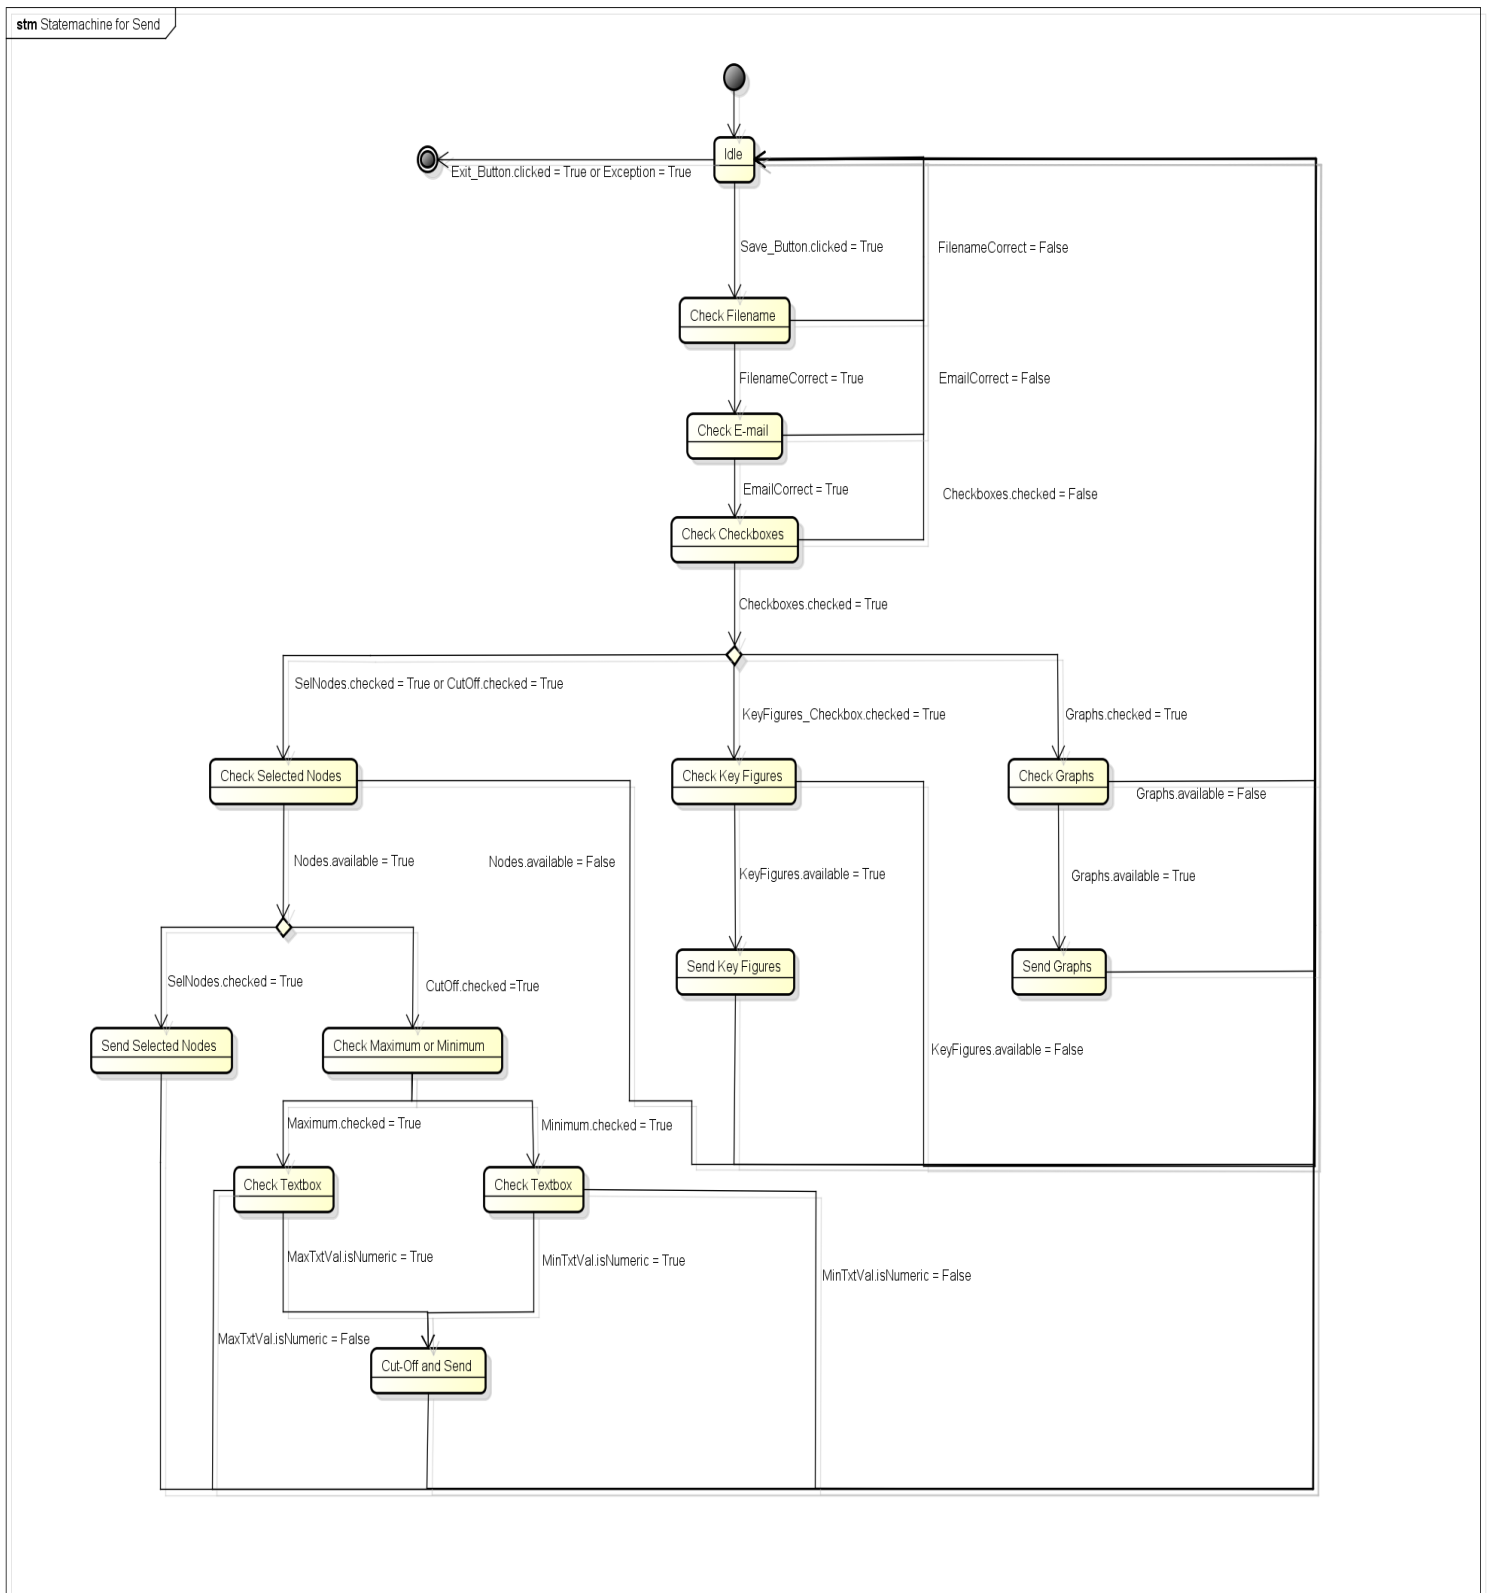 stm Statemachine for Send
Idle
Exit_Button.clicked = True or Exception = True
Save_Button.clicked = True
FilenameCorrect = False
Check Filename
FilenameCorrect = True
EmailCorrect = False
Check E-mail
EmailCorrect = True
Checkboxes.checked = False
Check Checkboxes
Checkboxes.checked = True
SelNodes.checked = True or CutOff.checked = True
KeyFigures_Checkbox.checked = True
Graphs.checked = True
Check Selected Nodes
Check Key Figures
Check Graphs
Graphs.available = False
Nodes.available = True
Nodes.available = False
KeyFigures.available = True
Graphs.available = True
Send Key Figures
Send Graphs
SelNodes.checked = True
CutOff.checked =True
Send Selected Nodes
Check Maximum or Minimum
KeyFigures.available = False
Maximum.checked = True
Minimum.checked = True
Check Textbox
Check Textbox
MaxTxtVal.isNumeric = True
MinTxtVal.isNumeric = True
MinTxtVal.isNumeric = False
MaxTxtVal.isNumeric = False
Cut-Off and Send